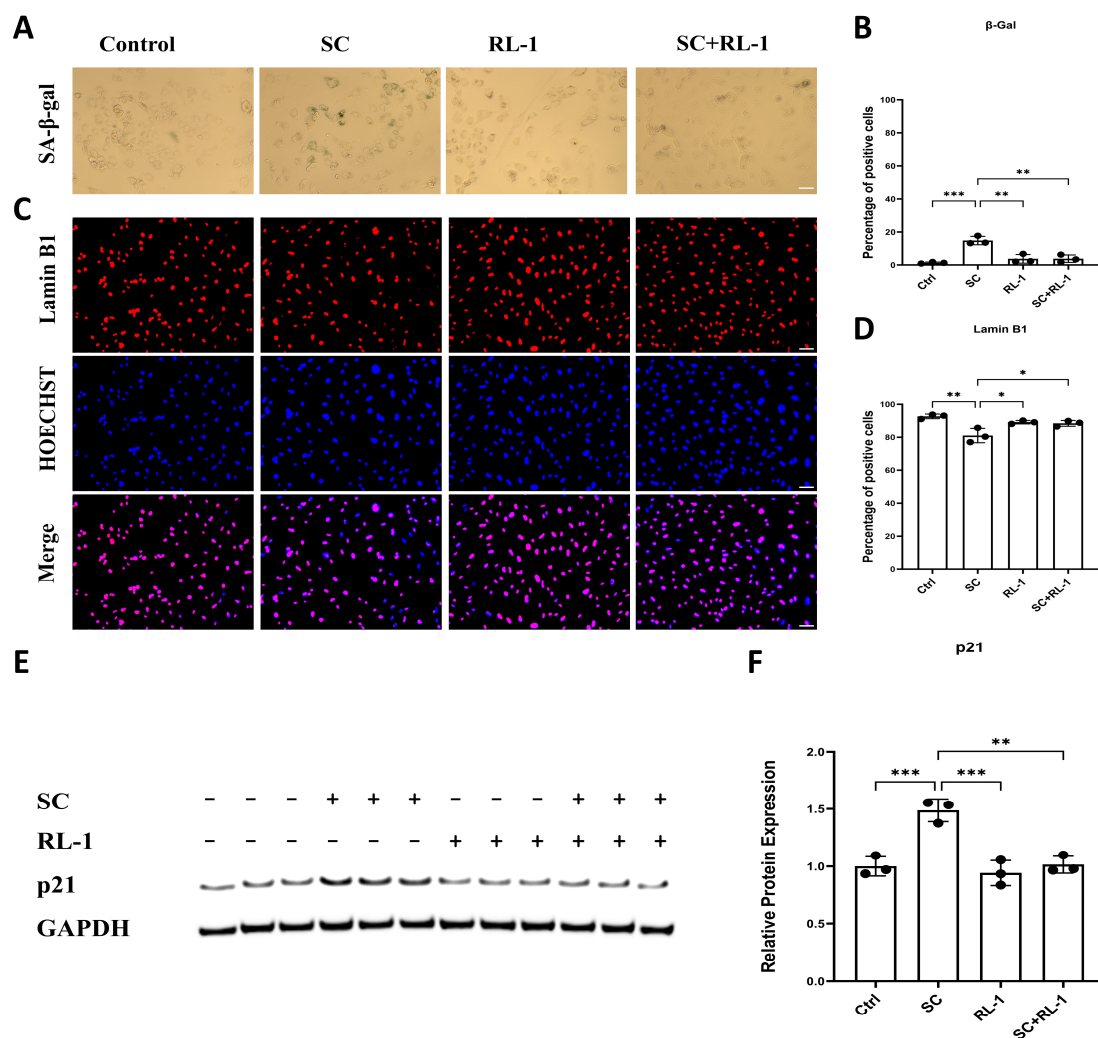 A
Control
SC
RL-1
SC+RL-1
SA-β-gal
B
β-Gal
Percentage of positive cells
100
80
60
40
20
0
***
**
**
Ctrl
SC
RL-1
SC+RL-1
C
Lamin B1
HOECHST
Merge
D
Lamin B1
Percentage of positive cells
100
80
60
40
20
0
**
*
*
Ctrl
SC
RL-1
SC+RL-1
E
SC − − − + + + − − − + + +
RL-1 − − − − − − + + + + + +
p21
GAPDH
F
p21
Relative Protein Expression
2.0
1.5
1.0
0.5
0.0
***
***
**
Ctrl
SC
RL-1
SC+RL-1